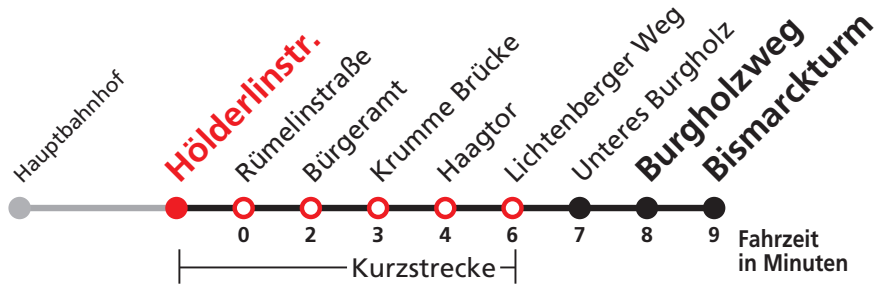 Hauptbahnhof
Hölderlinstr.
Rümelinstraße
Bürgeramt
Krumme Brücke
Haagtor
Lichtenberger Weg
Unteres Burgholz
Burgholzweg
Bismarckturm
0 2 3 4 6 7 8 9
Fahrzeit
in Minuten
Kurzstrecke